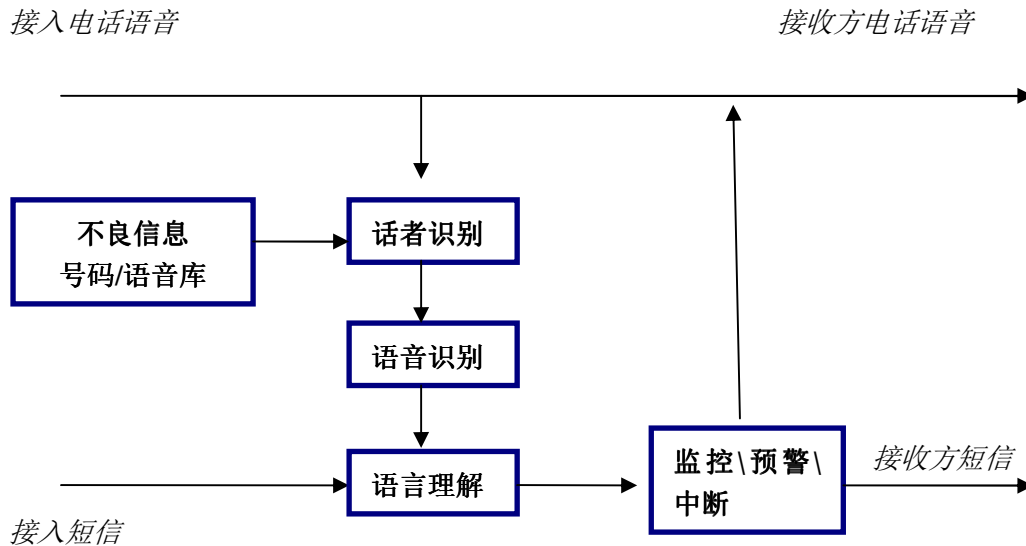 接入电话语音
接收方电话语音
不良信息
号码/语音库
话者识别
语音识别
语言理解
监控\预警\
中断
接收方短信
接入短信